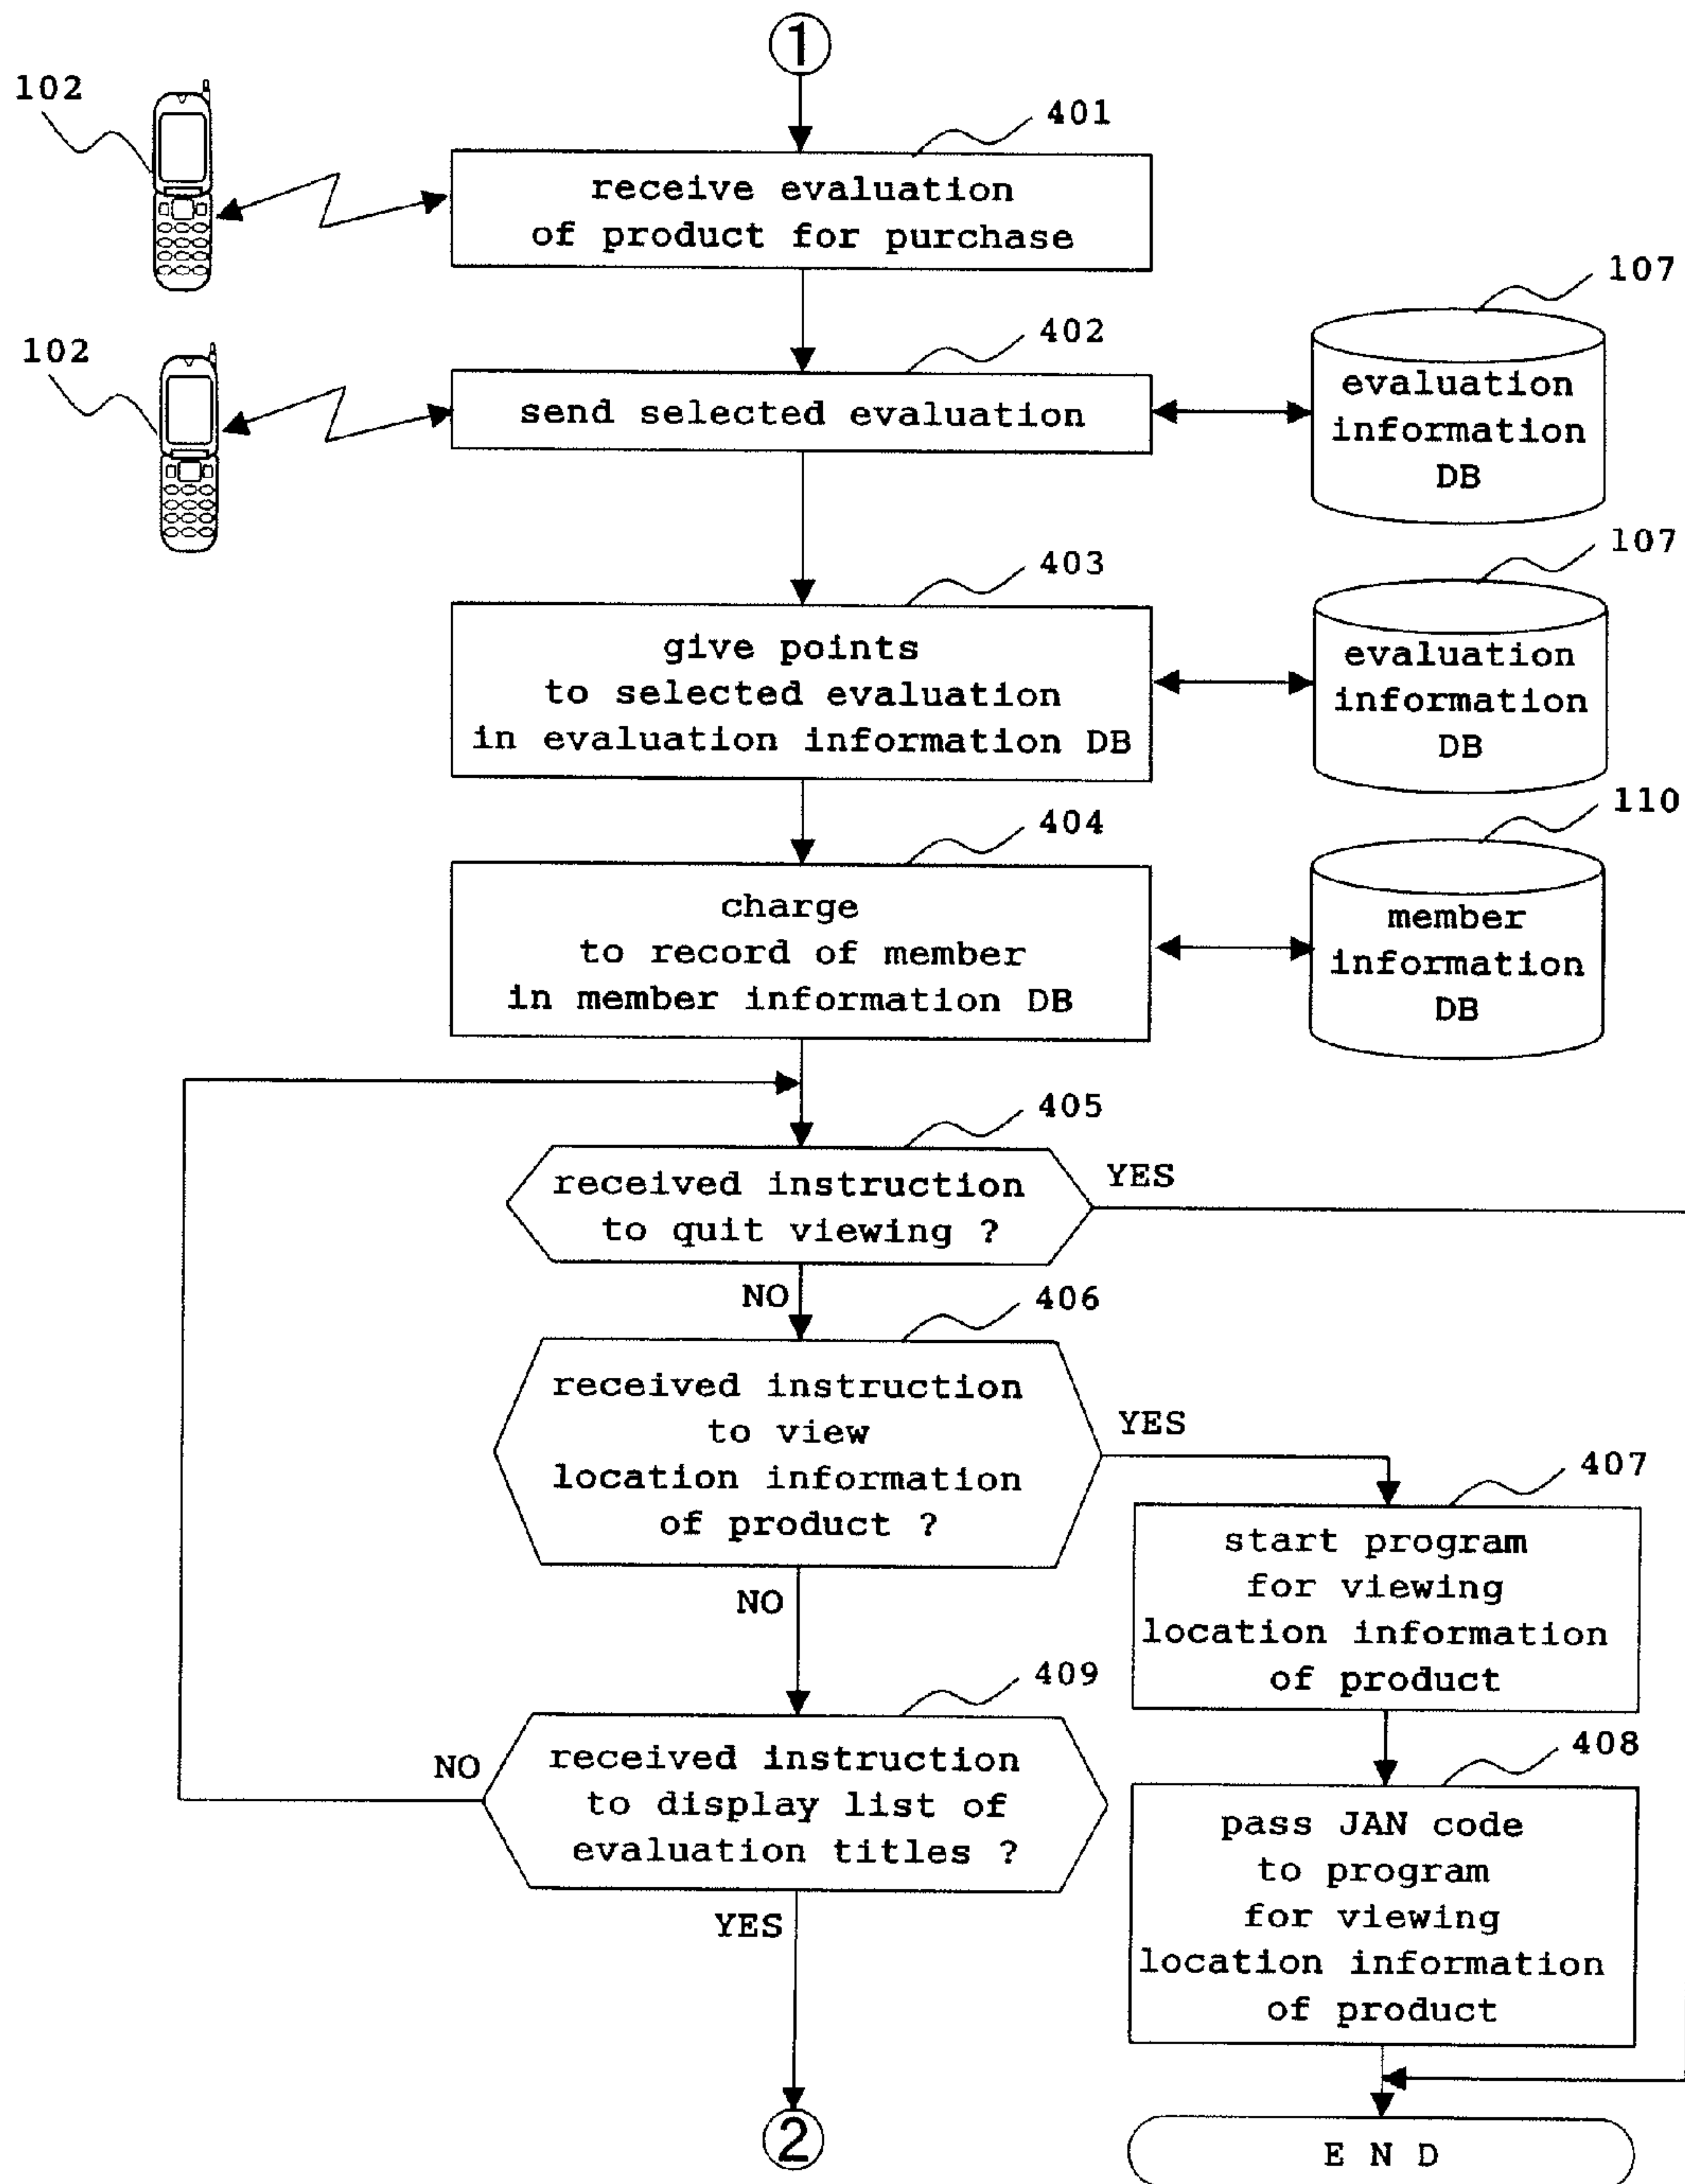 ①
102
401
receive evaluation
of product for purchase
107
102
402
send selected evaluation
evaluation
information
DB
107
403
give points
to selected evaluation
in evaluation information DB
evaluation
information
DB
110
404
charge
to record of member
in member information DB
member
information
DB
405
received instruction
to quit viewing ?
YES
NO
406
received instruction
to view
location information
of product ?
YES
407
start program
for viewing
location information
of product
NO
409
received instruction
to display list of
evaluation titles ?
NO
408
pass JAN code
to program
for viewing
location information
of product
YES
②
E N D